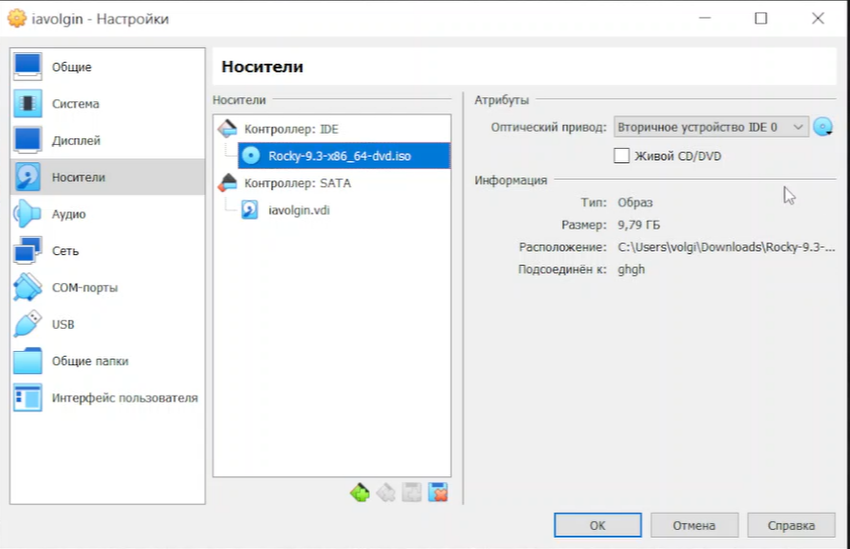 iavolgin - Настройки
Общие
Система
Дисплей
Носители
Аудио
Сеть
COM-порты
USB
Общие папки
Интерфейс пользователя
Носители
Носители
Контроллер: IDE
Rocky-9.3-x86_64-dvd.iso
Контроллер: SATA
iavolgin.vdi
Атрибуты
Оптический привод: Вторичное устройство IDE 0
Живой CD/DVD
Информация
Тип: Образ
Размер: 9,79 ГБ
Расположение: C:\Users\volgi\Downloads\Rocky-9.3-...
Подсоединён к: ghgh
OK
Отмена
Справка